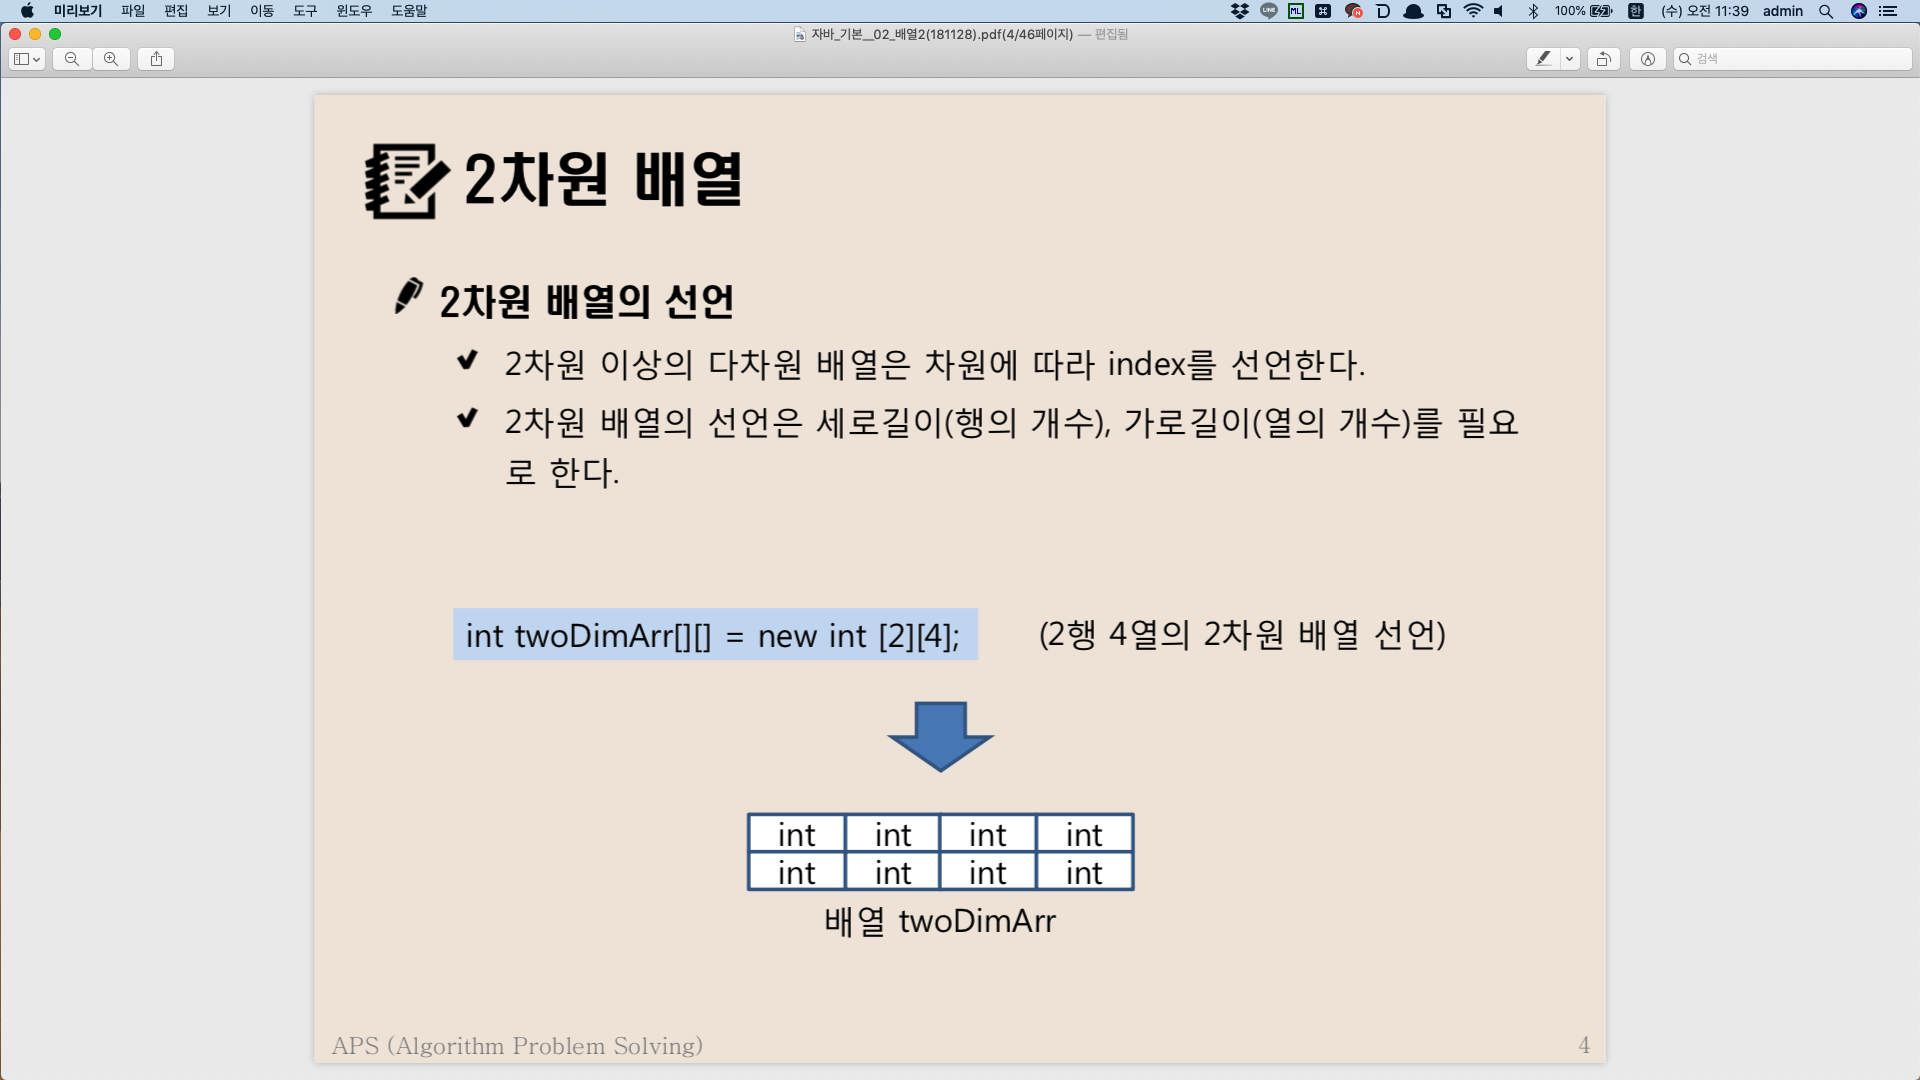 미리보기 파일 편집 보기 이동 도구 윈도우 도움말 LINE ML 100% 한 (수) 오전 11:39 admin
자바_기본__02_배열2(181128).pdf(4/46페이지) — 편집됨
검색
2차원 배열
2차원 배열의 선언
2차원 이상의 다차원 배열은 차원에 따라 index를 선언한다.
2차원 배열의 선언은 세로길이(행의 개수), 가로길이(열의 개수)를 필요
로 한다.
int twoDimArr[][] = new int [2][4]; (2행 4열의 2차원 배열 선언)
int int int int
int int int int
배열 twoDimArr
APS (Algorithm Problem Solving) 4